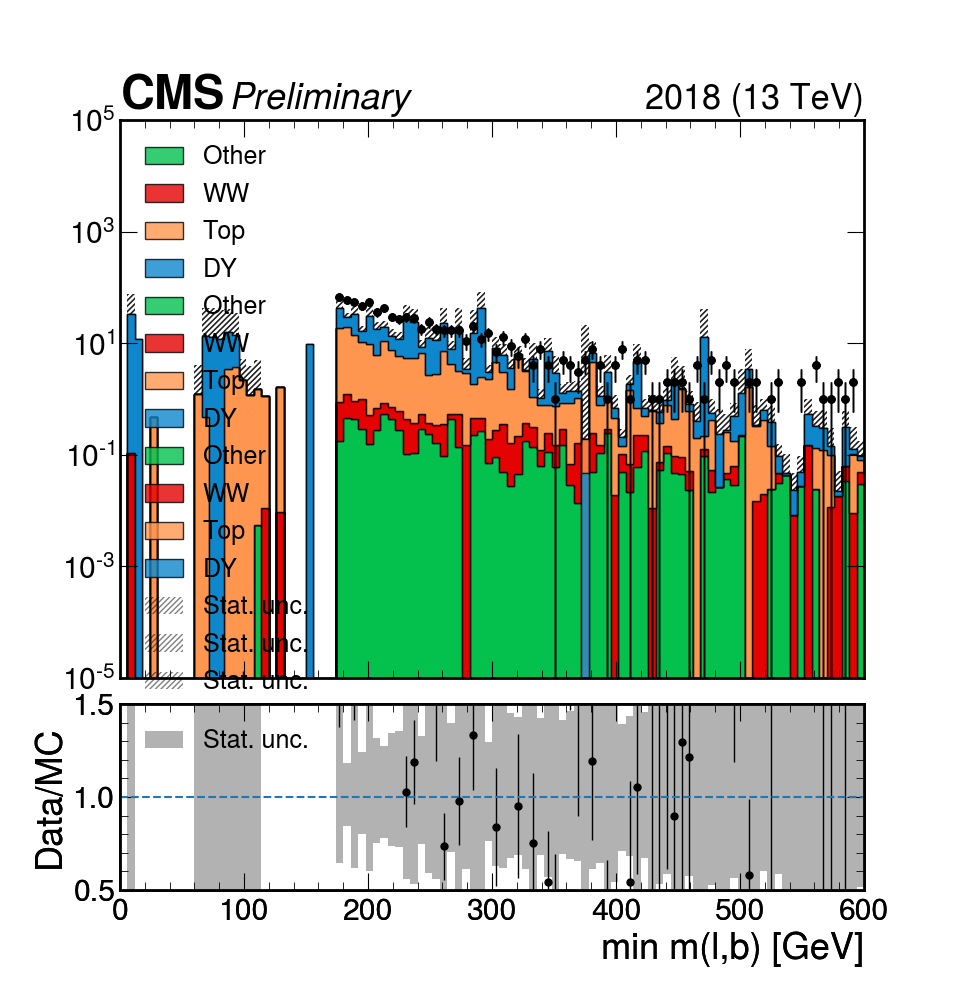 CMS Preliminary 2018 (13 TeV)
10^5
Other
WW
10^3
Top
DY
Other
10^1
WW
Top
DY
10^-1
Other
WW
Top
10^-3
DY
Stat. unc.
Stat. unc.
10^-5
Stat. unc.
1.5
Stat. unc.
1.0
0.5
Data/MC
0 100 200 300 400 500 600
min m(l,b) [GeV]